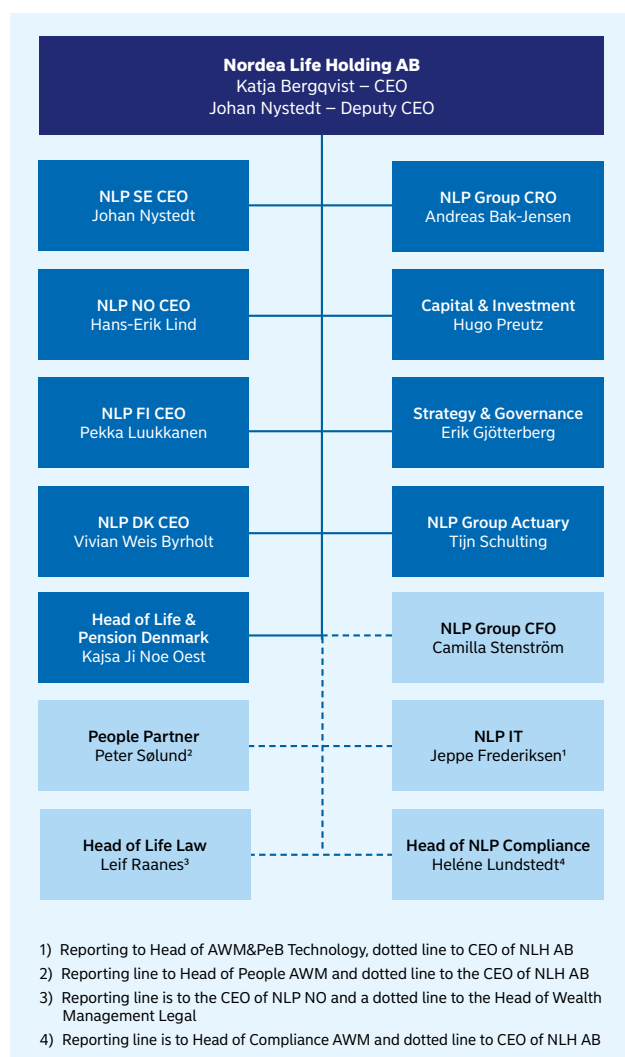 Nordea Life Holding AB
Katja Bergqvist – CEO
Johan Nystedt – Deputy CEO
NLP SE CEO
Johan Nystedt
NLP Group CRO
Andreas Bak-Jensen
NLP NO CEO
Hans-Erik Lind
Capital & Investment
Hugo Preutz
NLP FI CEO
Pekka Luukkanen
Strategy & Governance
Erik Gjötterberg
NLP DK CEO
Vivian Weis Byrholt
NLP Group Actuary
Tijn Schulting
Head of Life &
Pension Denmark
Kajsa Ji Noe Oest
NLP Group CFO
Camilla Stenström
People Partner
Peter Sølund²
NLP IT
Jeppe Frederiksen¹
Head of Life Law
Leif Raanes³
Head of NLP Compliance
Heléne Lundstedt⁴
1) Reporting to Head of AWM&PeB Technology, dotted line to CEO of NLH AB
2) Reporting line to Head of People AWM and dotted line to the CEO of NLH AB
3) Reporting line is to the CEO of NLP NO and a dotted line to the Head of Wealth
Management Legal
4) Reporting line is to Head of Compliance AWM and dotted line to CEO of NLH AB